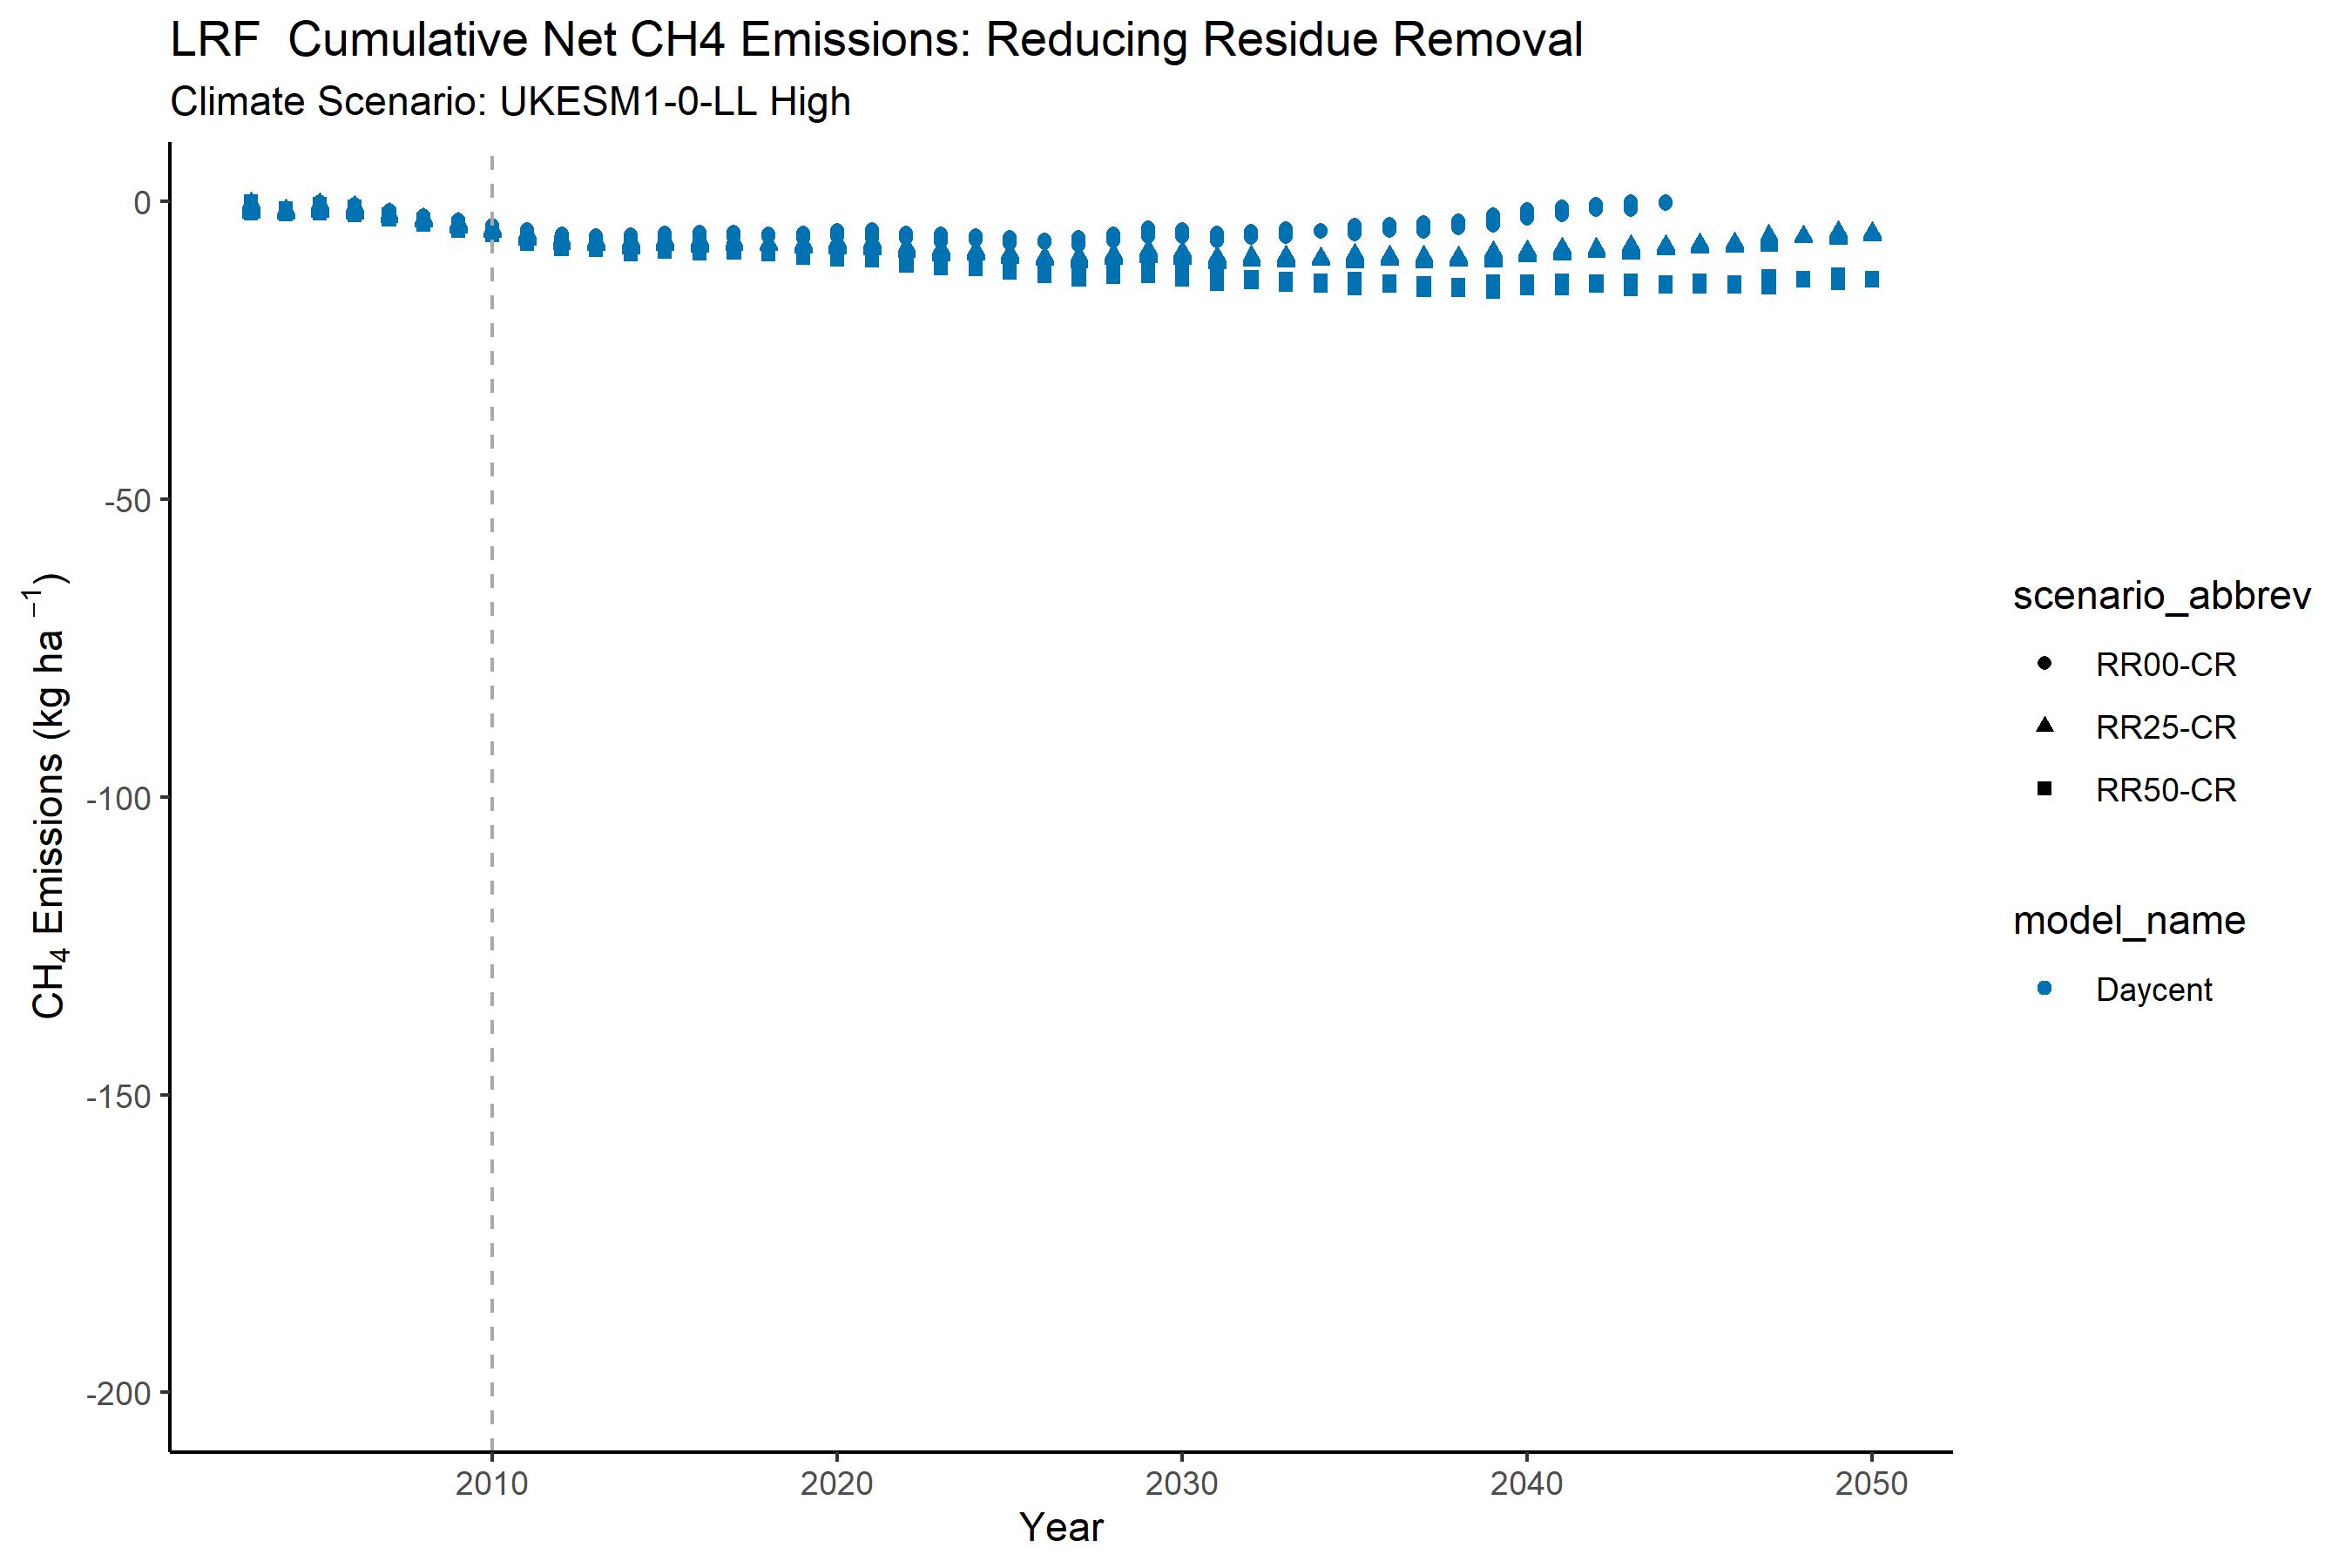 LRF  Cumulative Net CH4 Emissions: Reducing Residue Removal
Climate Scenario: UKESM1-0-LL High
CH₄ Emissions (kg ha ⁻¹)
0
-50
-100
-150
-200
2010
2020
2030
2040
2050
Year
scenario_abbrev
RR00-CR
RR25-CR
RR50-CR
model_name
Daycent